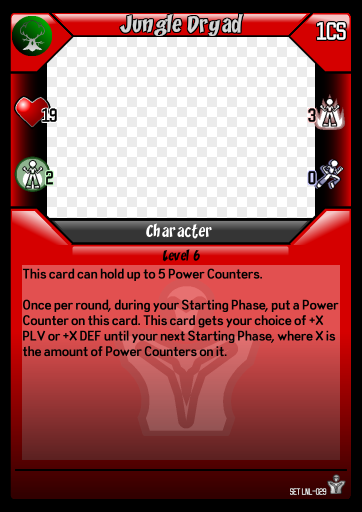 Jungle Dryad
1CS
19
3
2
0
Character
Level 6
This card can hold up to 5 Power Counters.
Once per round, during your Starting Phase, put a Power
Counter on this card. This card gets your choice of +X
PLV or +X DEF until your next Starting Phase, where X is
the amount of Power Counters on it.
SET LNL-029